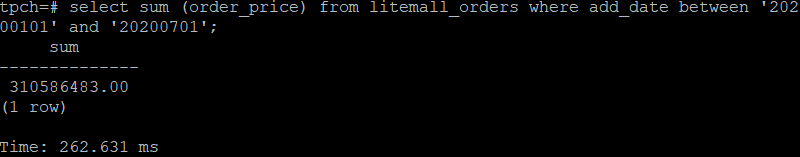 tpch=# select sum (order_price) from litemall_orders where add_date between '202
00101' and '20200701';
sum
--------------
310586483.00
(1 row)
Time: 262.631 ms